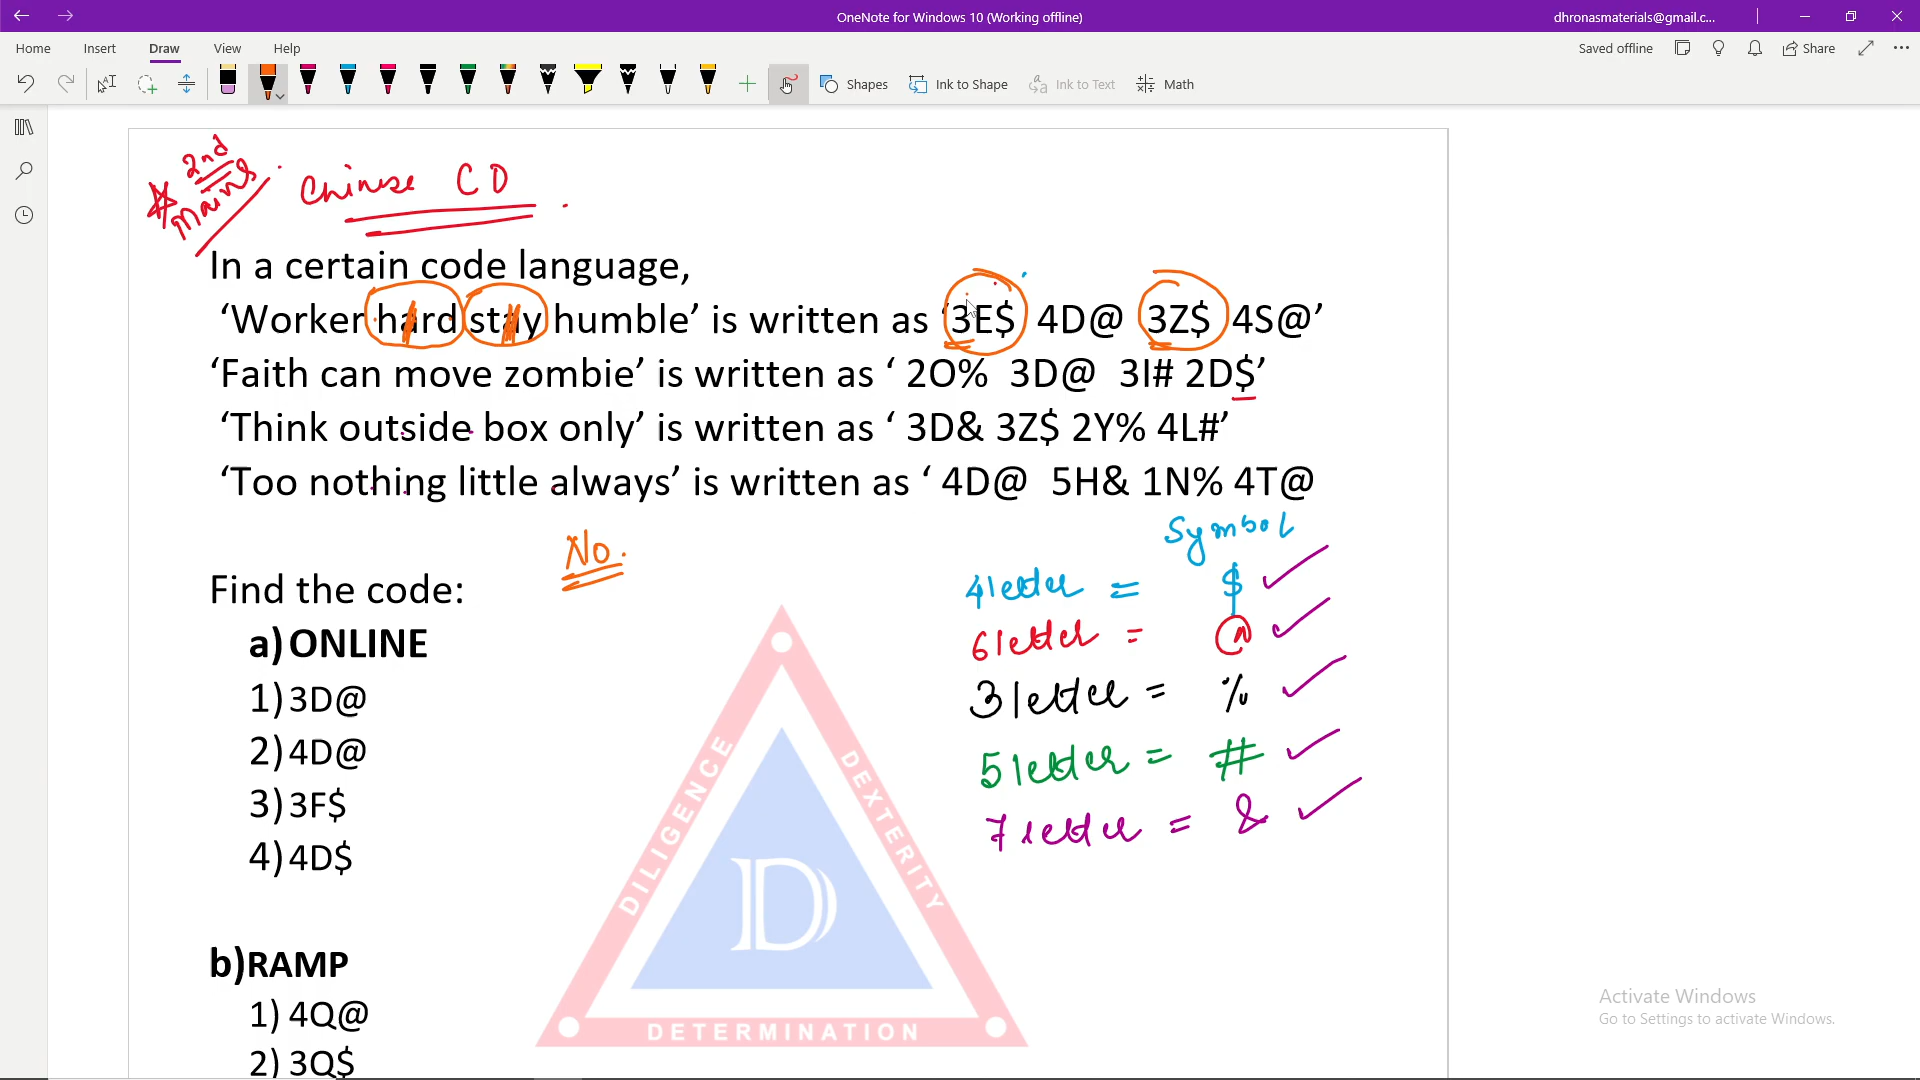 OneNote for Windows 10 (Working offline)
dhronasmaterials@gmail.c...
Home Insert Draw View Help
Saved offline Share
Shapes Ink to Shape Ink to Text Math
2nd
Mains
Chinese CD
In a certain code language,
‘Worker hard stay humble’ is written as ‘3E$ 4D@ 3Z$ 4S@’
‘Faith can move zombie’ is written as ‘ 2O% 3D@ 3I# 2D$’
‘Think outside box only’ is written as ‘ 3D& 3Z$ 2Y% 4L#’
‘Too nothing little always’ is written as ‘ 4D@ 5H& 1N% 4T@
Symbol
No.
4letter = $
Find the code:
6letter = @
a)ONLINE
1)3D@
3letter = %
2)4D@
5letter = #
3)3F$
7letter = &
4)4D$
DILIGENCE
DEXTERITY
D
b)RAMP
Activate Windows
1)4Q@
Go to Settings to activate Windows.
DETERMINATION
2)3Q$